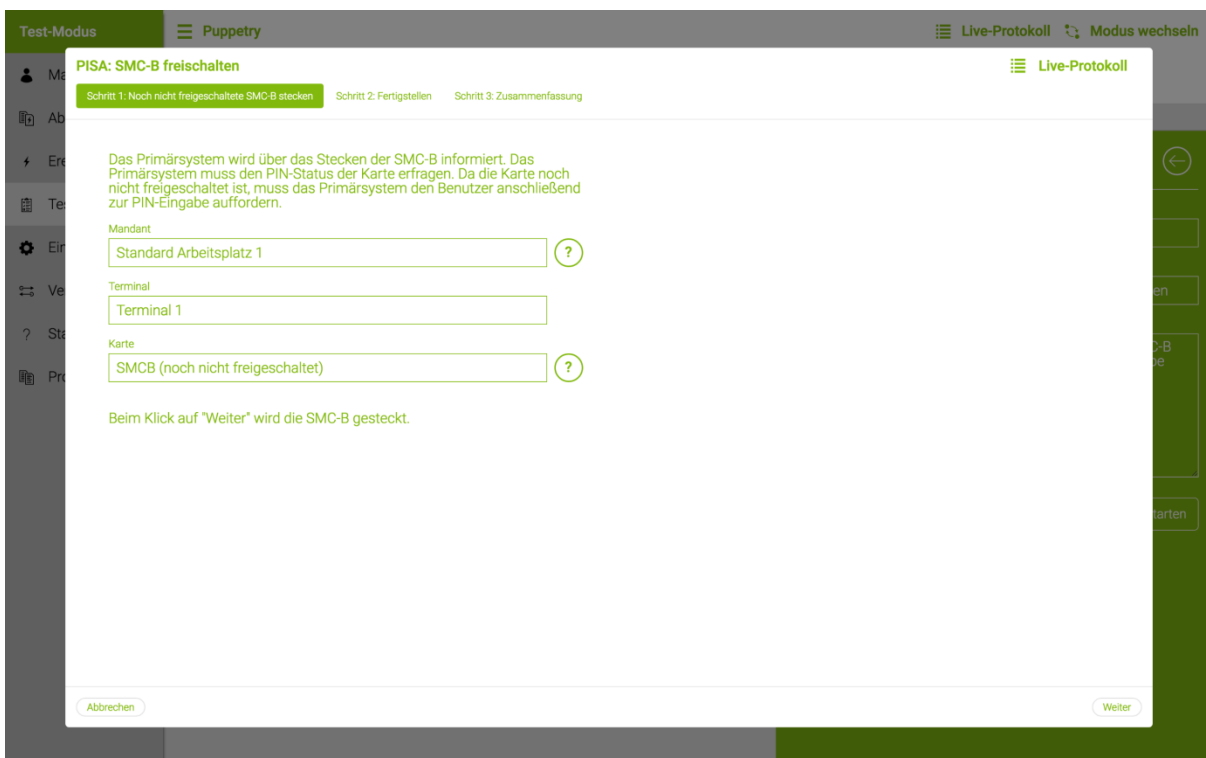 Test-Modus
Puppetry
Live-Protokoll
Modus wechseln
PISA: SMC-B freischalten
Live-Protokoll
Schritt 1: Noch nicht freigeschaltete SMC-B stecken
Schritt 2: Fertigstellen
Schritt 3: Zusammenfassung
Das Primärsystem wird über das Stecken der SMC-B informiert. Das
Primärsystem muss den PIN-Status der Karte erfragen. Da die Karte noch
nicht freigeschaltet ist, muss das Primärsystem den Benutzer anschließend
zur PIN-Eingabe auffordern.
Mandant
Standard Arbeitsplatz 1
?
Terminal
Terminal 1
Karte
SMCB (noch nicht freigeschaltet)
?
Beim Klick auf "Weiter" wird die SMC-B gesteckt.
Abbrechen
Weiter